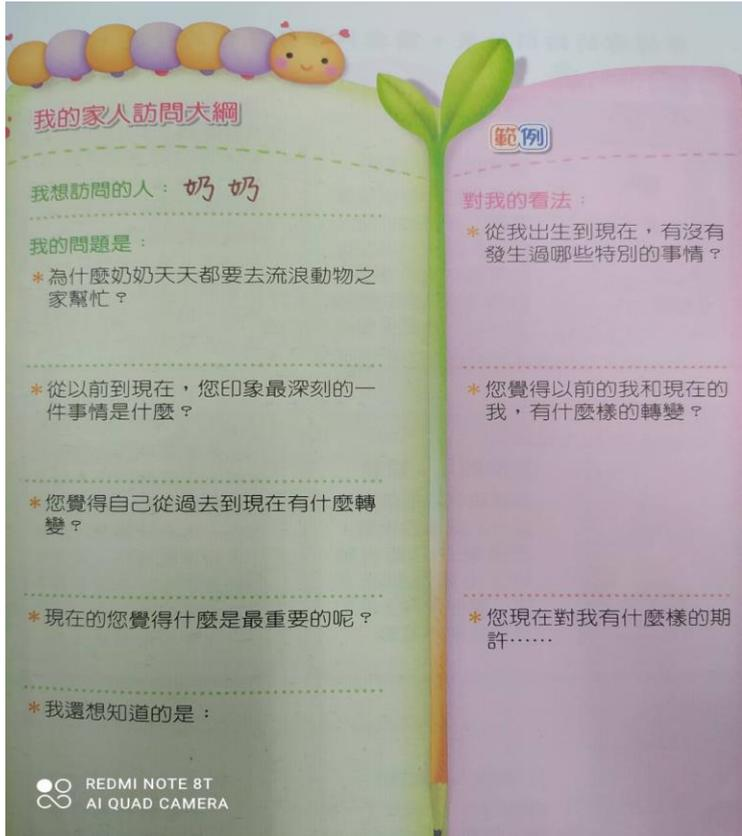 我的家人訪問大綱
我想訪問的人：奶奶
我的問題是：
*為什麼奶奶天天都要去流浪動物之
家幫忙？
*從以前到現在，您印象最深刻的一
件事情是什麼？
*您覺得自己從過去到現在有什麼轉
變？
*現在的您覺得什麼是最重要的呢？
*我還想知道的是：
範例
對我的看法：
*從我出生到現在，有沒有
發生過哪些特別的事情？
*您覺得以前的我和現在的
我，有什麼樣的轉變？
*您現在對我有什麼樣的期
許……
REDMI NOTE 8T
AI QUAD CAMERA